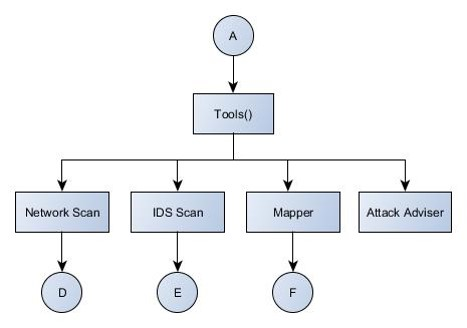 A
Tools()
Network Scan
IDS Scan
Mapper
Attack Adviser
D
E
F